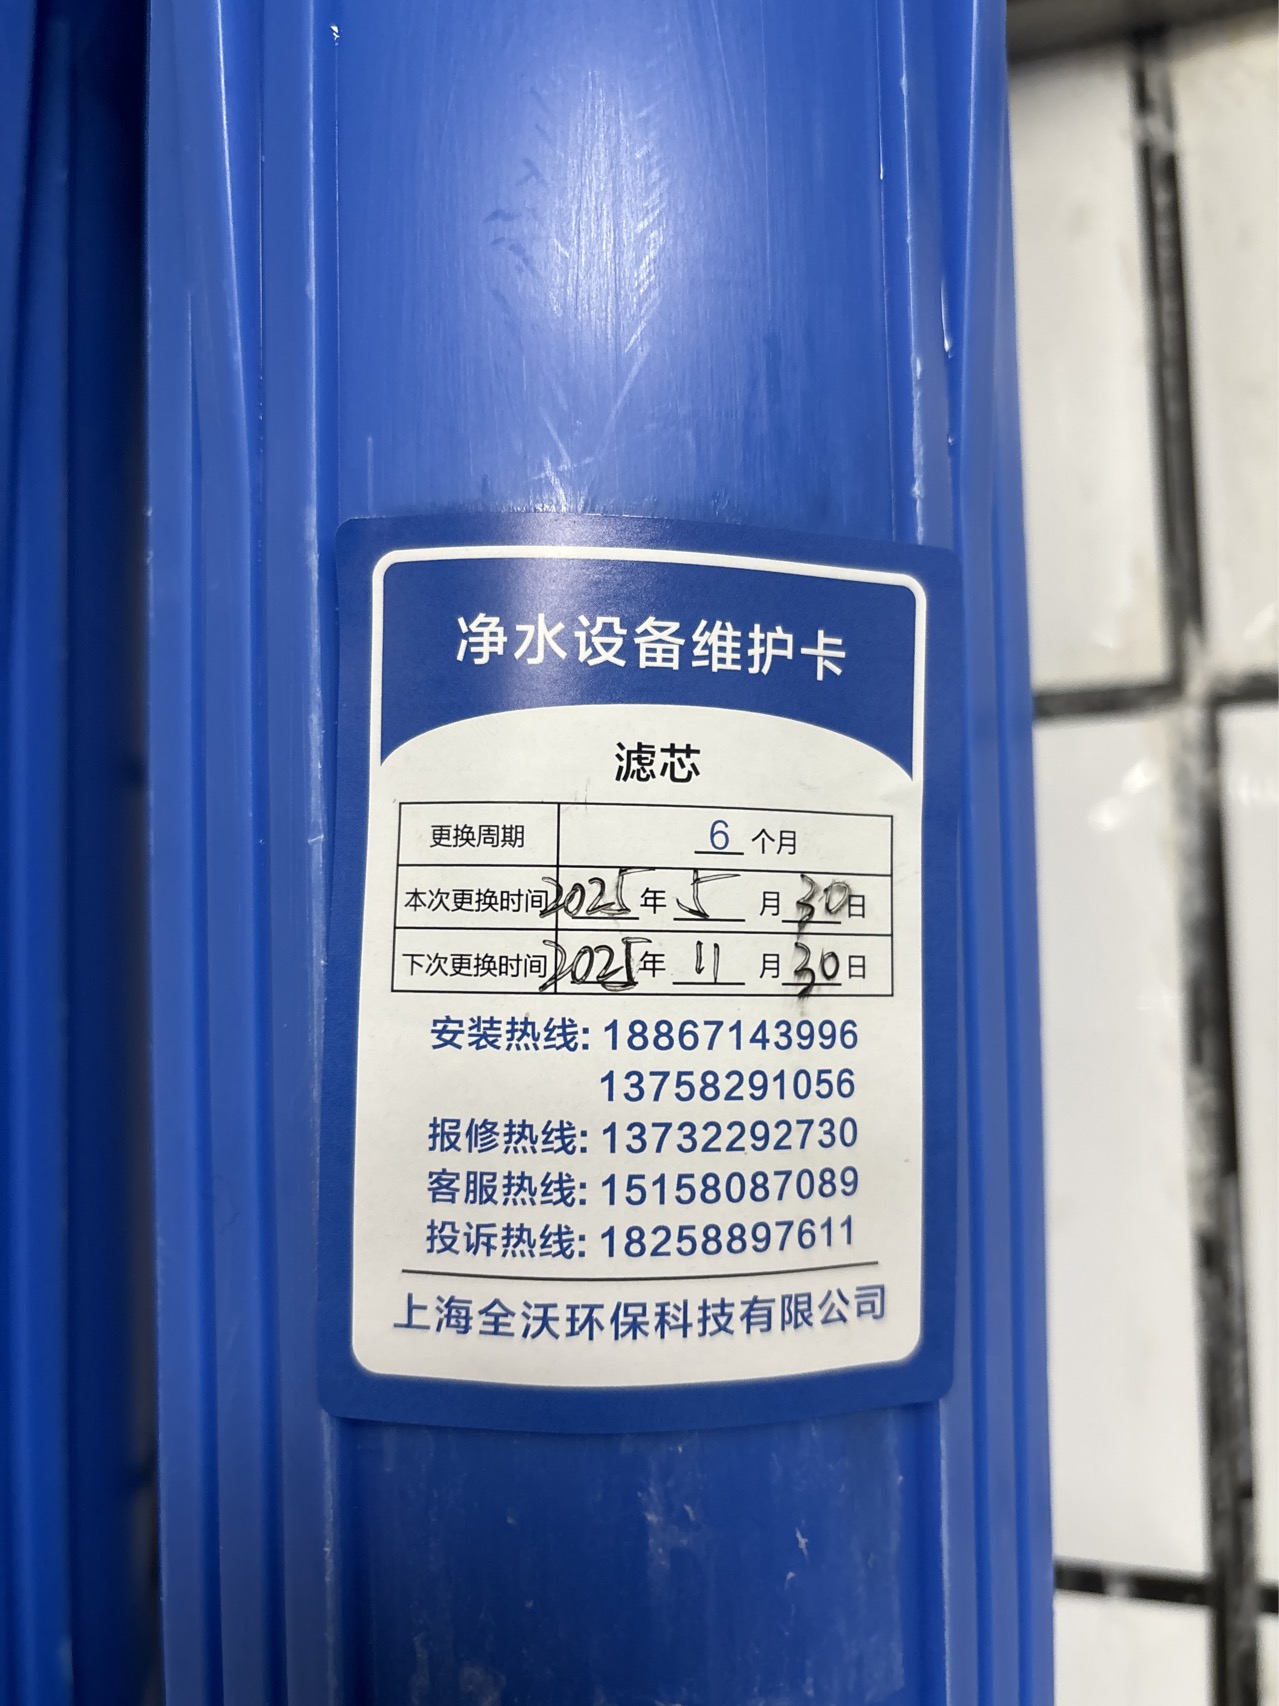 净水设备维护卡
滤芯
更换周期 6 个月
本次更换时间 2025 年 5 月 30 日
下次更换时间 2025 年 11 月 30 日
安装热线: 18867143996
13758291056
报修热线: 13732292730
客服热线: 15158087089
投诉热线: 18258897611
上海全沃环保科技有限公司